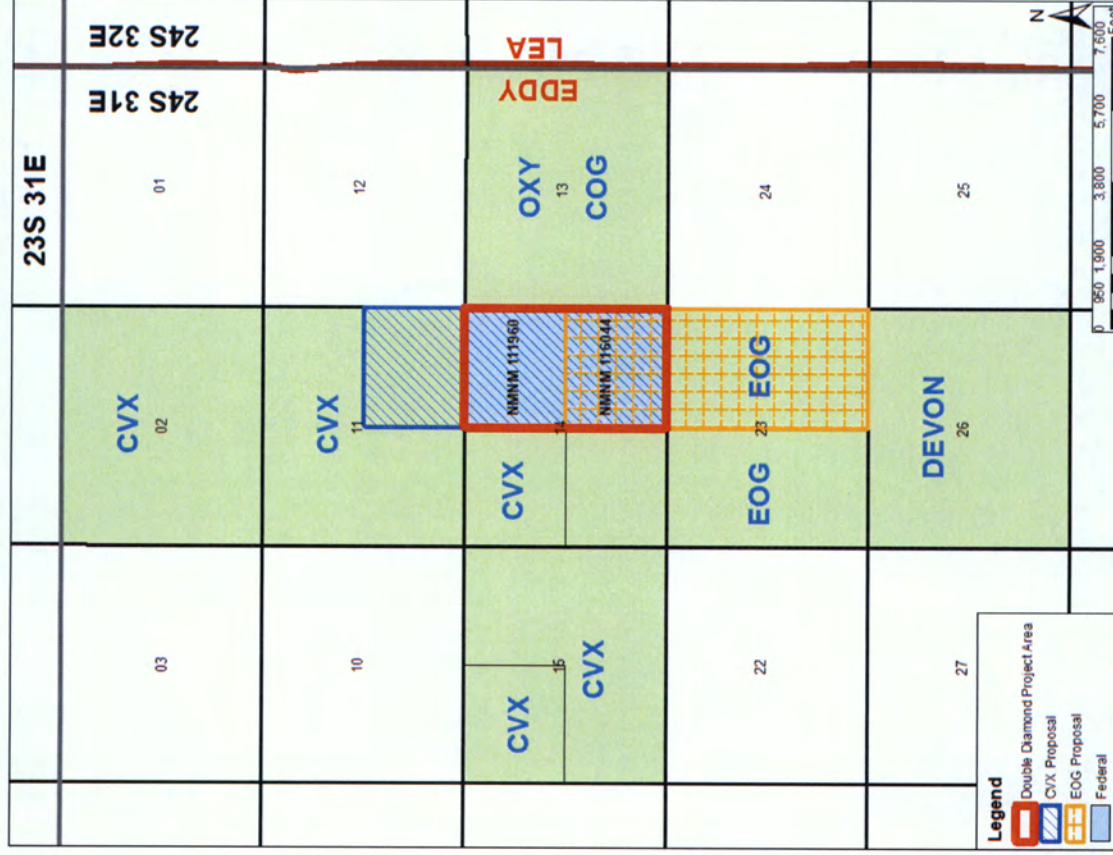 23S 31E
24S 31E
24S 32E
EDDY
LEA
03
CVX
02
01
10
CVX
11
12
CVX
15
CVX
CVX
14
NMNM 111960
NMNM 116044
OXY
13
COG
22
EOG
23
EOG
24
27
DEVON
26
25
Legend
Double Diamond Project Area
CVX Proposal
EOG Proposal
Federal
N
0 950 1,900 3,800 5,700 7,600
Feet